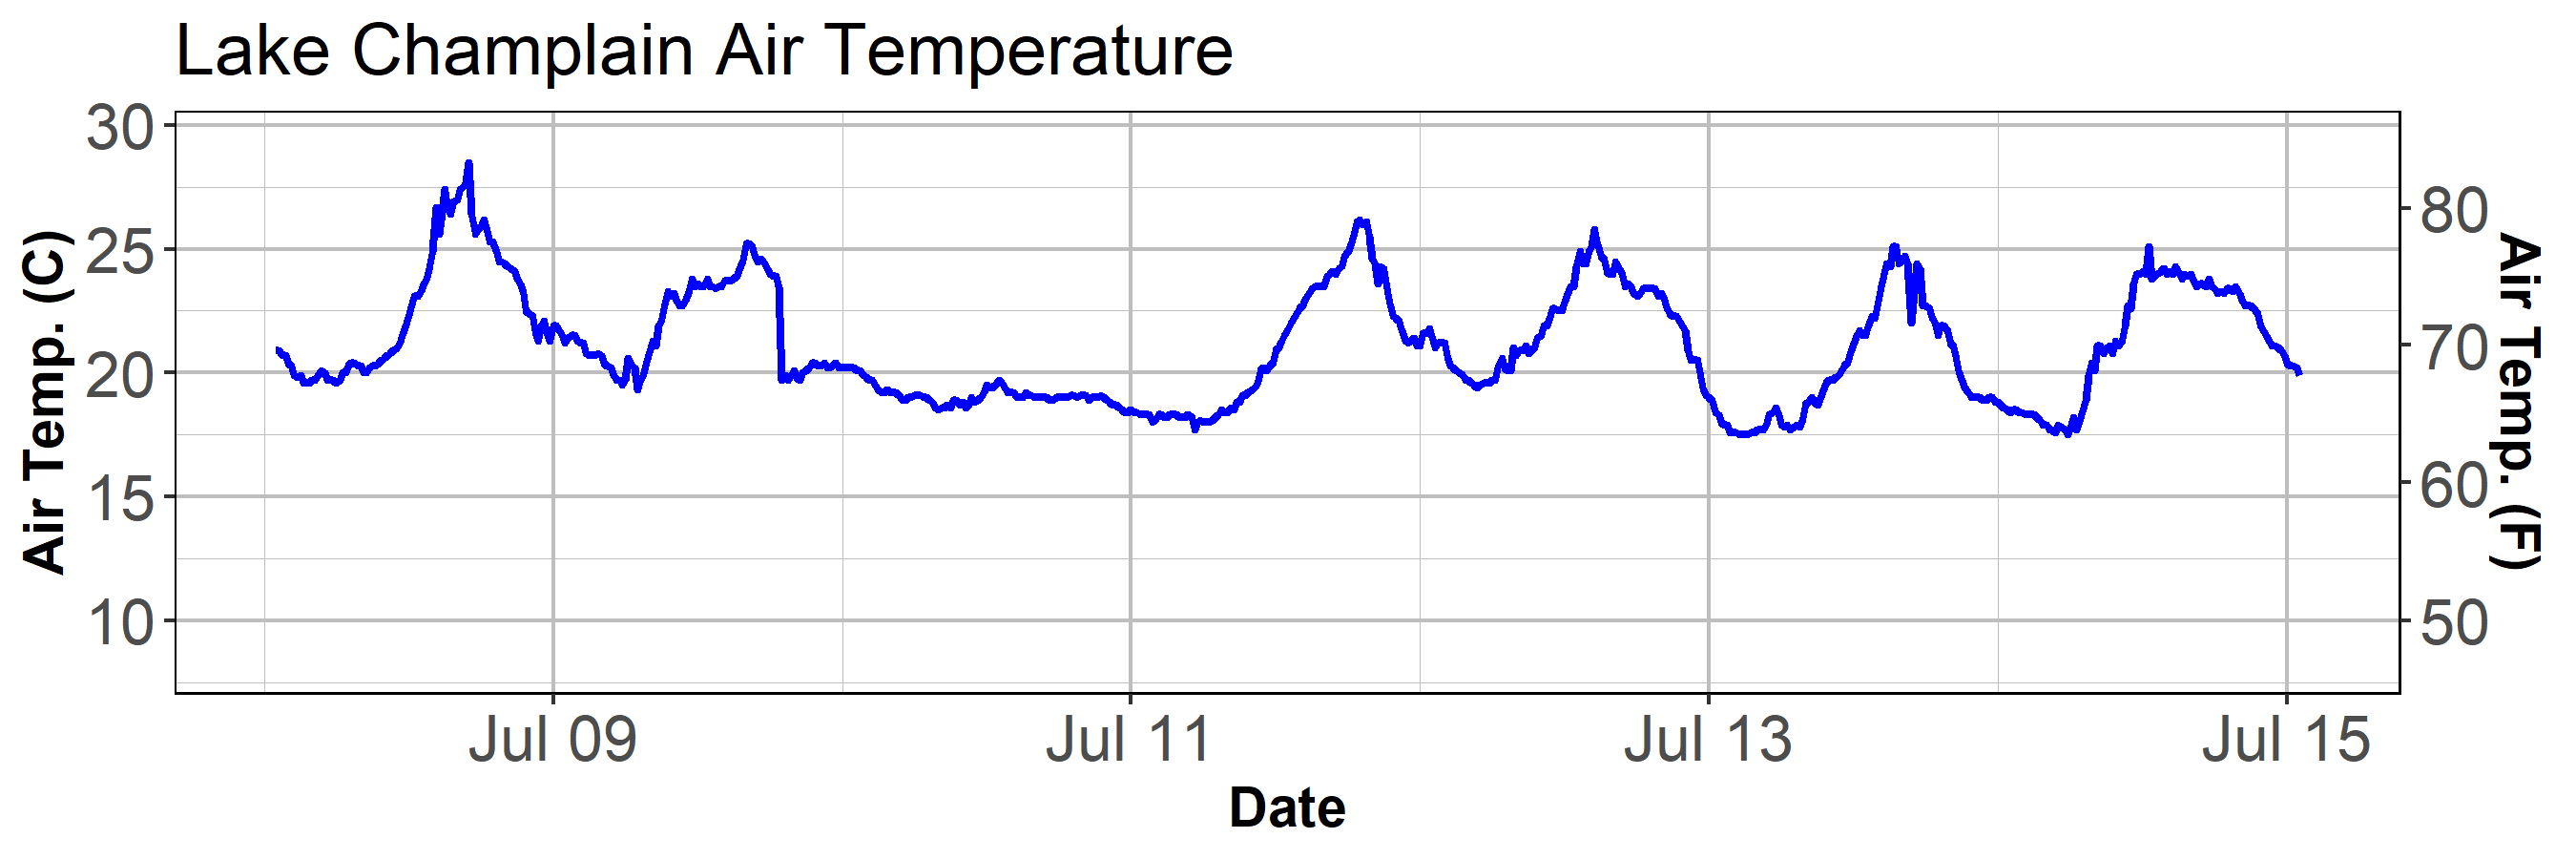 Lake Champlain Air Temperature
30
25
20
15
10
Air Temp. (C)
80
70
60
50
Air Temp. (F)
Jul 09 Jul 11 Jul 13 Jul 15
Date